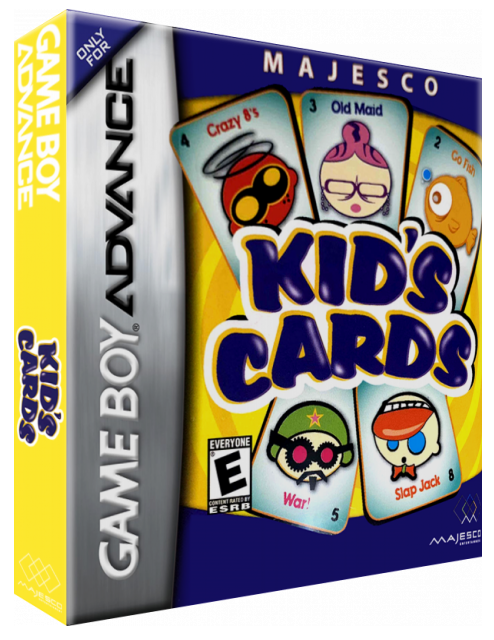 GAME BOY
ADVANCE
KID'S
CARDS
MAJESCO
ONLY
FOR
GAME BOY ADVANCE
®
MAJESCO
4 Crazy 8's
3 Old Maid
2 Go Fish
KID'S
CARDS
EVERYONE
E
CONTENT RATED BY
ESRB
War! 5
Slap Jack 8
MAJESCO